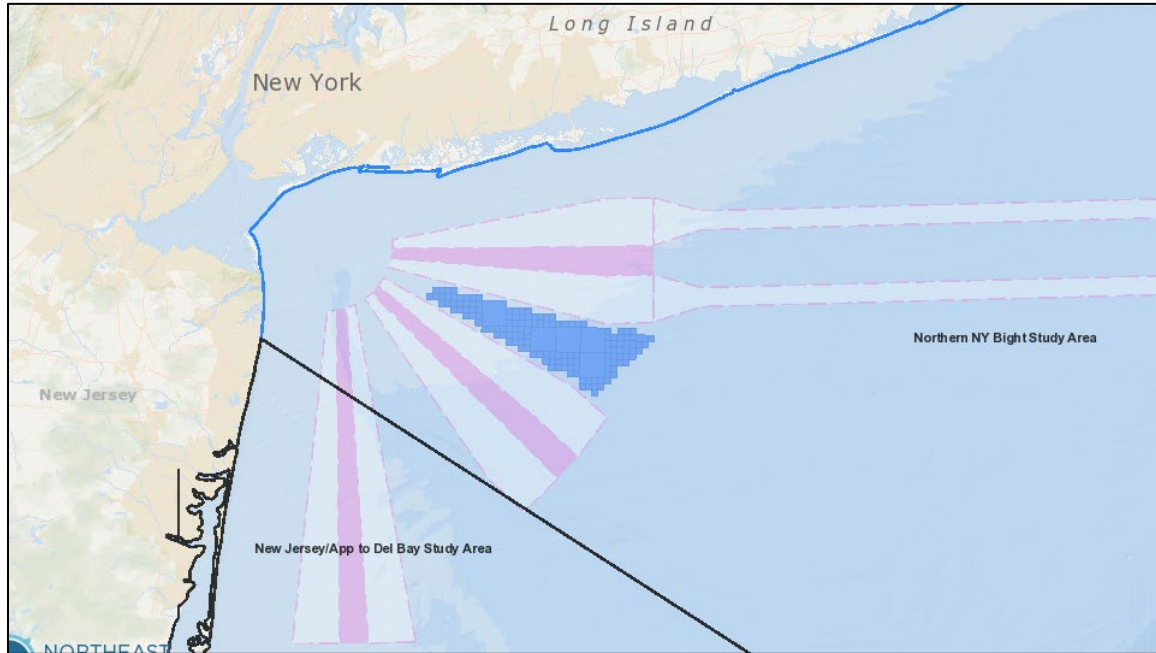 Long Island
New York
Northern NY Bight Study Area
New Jersey
New Jersey/App to Del Bay Study Area
NORTHEAST